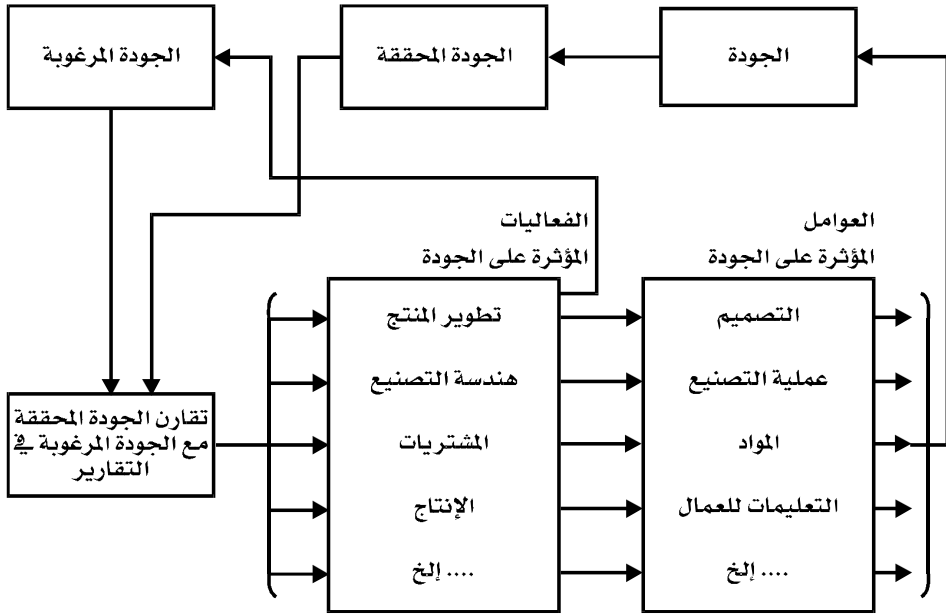 الجودة
الجودة المحققة
الجودة المرغوبة
العوامل
المؤثرة على الجودة
الفعاليات
المؤثرة على الجودة
التصميم
عملية التصنيع
المواد
التعليمات للعمال
.... إلخ
تطوير المنتج
هندسة التصنيع
المشتريات
الإنتاج
.... إلخ
تقارن الجودة المحققة
مع الجودة المرغوبة في
التقارير